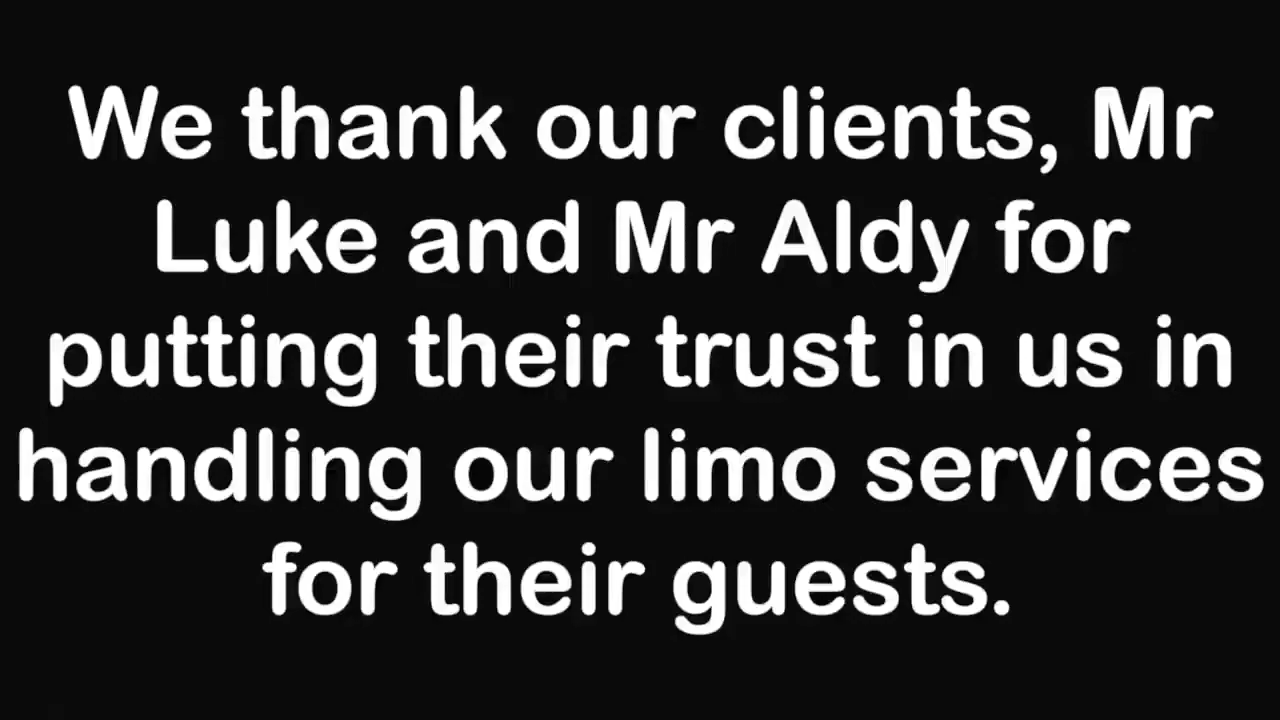 We thank our clients, Mr
Luke and Mr Aldy for
putting their trust in us in
handling our limo services
for their guests.